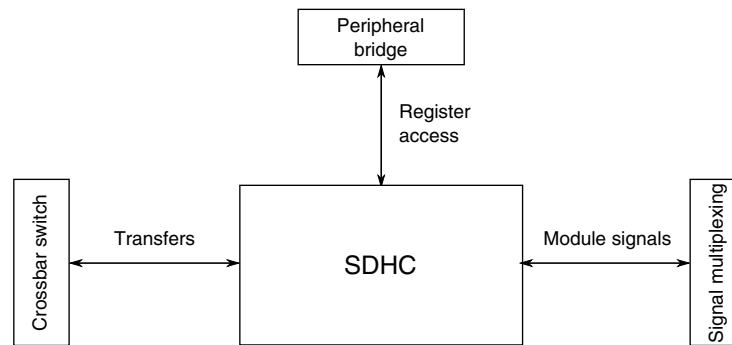 Peripheral
bridge
Register
access
Crossbar switch
Transfers
SDHC
Module signals
Signal multiplexing